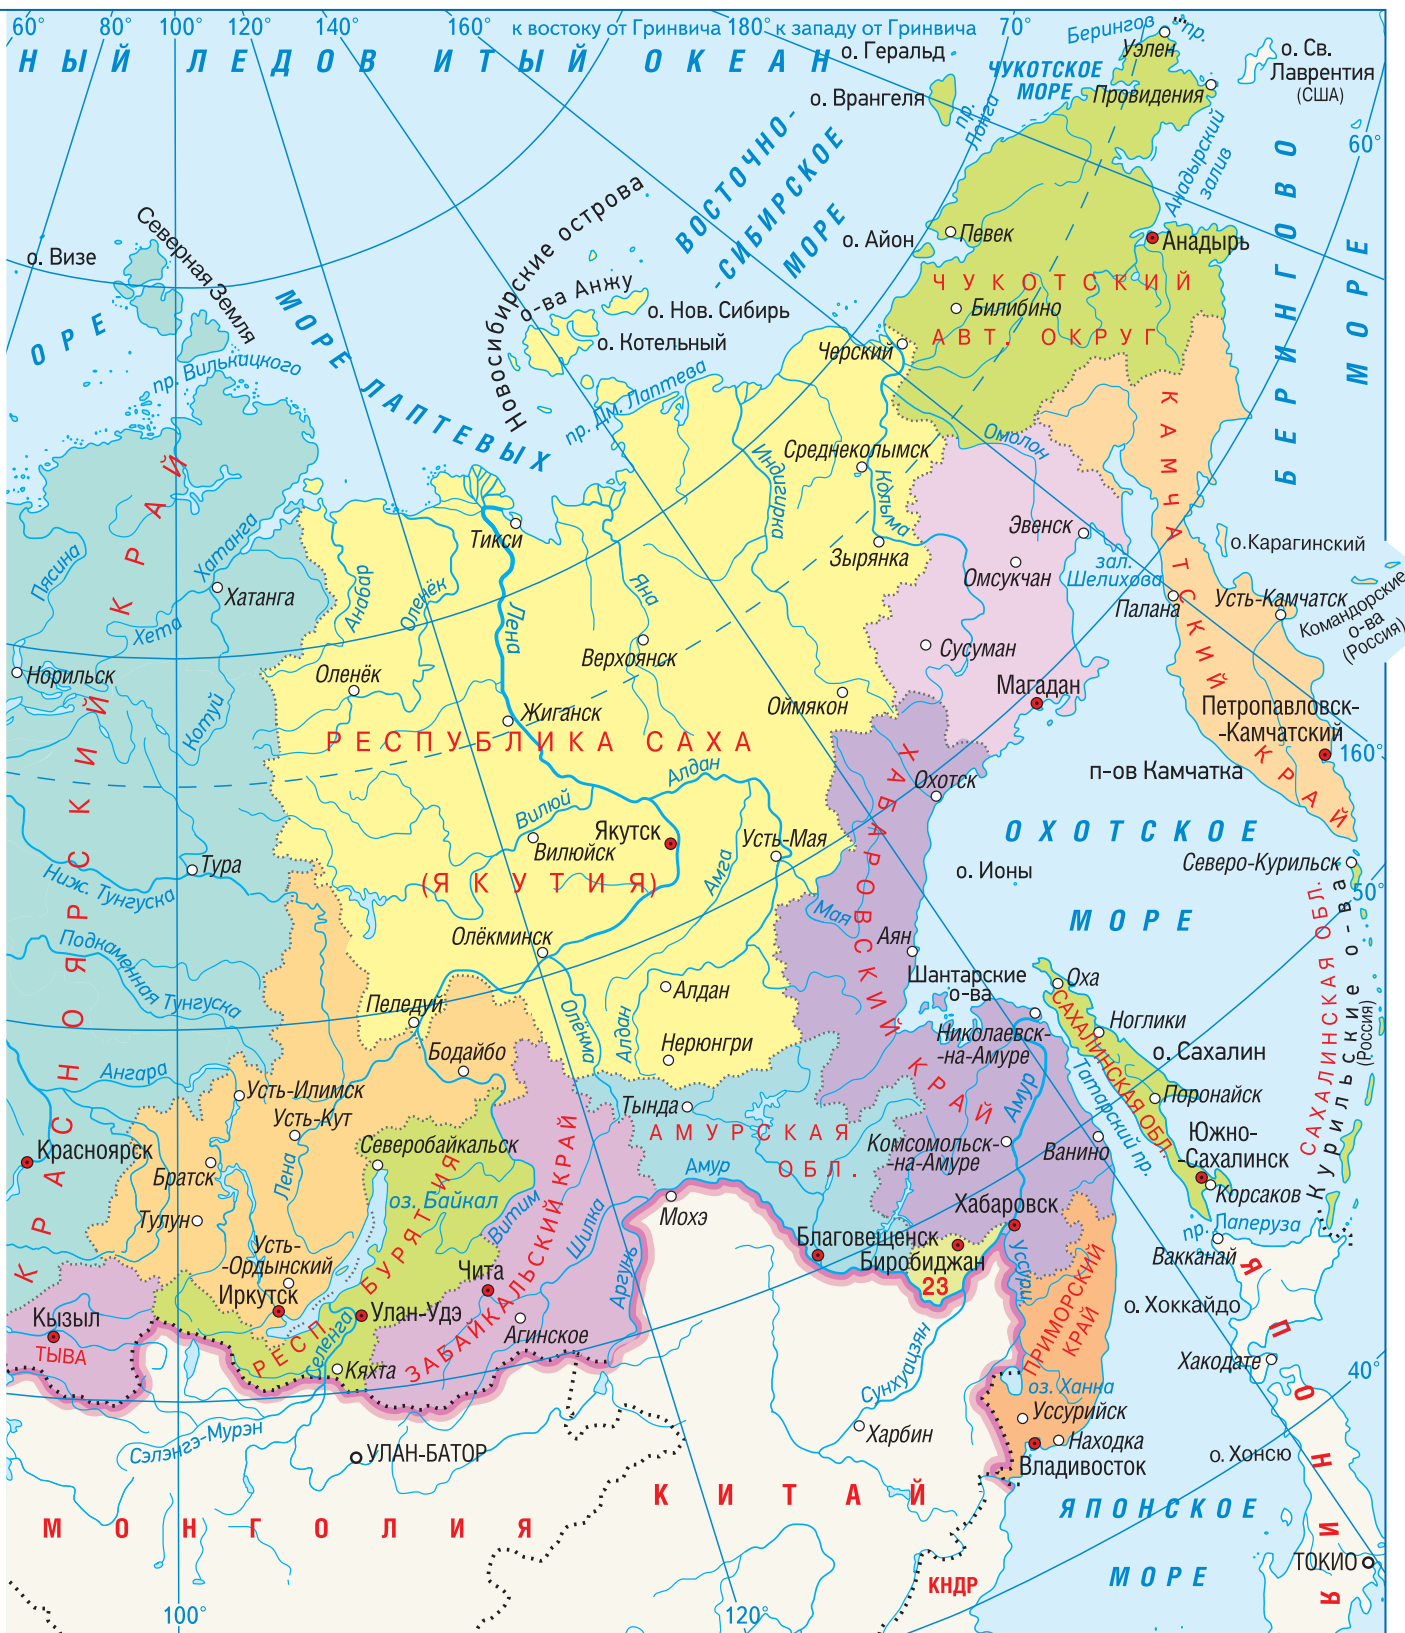 60°
80°
100°
120°
140°
160°
к востоку от Гринвича
180°
к западу от Гринвича
70°
НЫЙ ЛЕДОВИТЫЙ ОКЕАН
о. Геральд
о. Врангеля
пр. Лонга
ЧУКОТСКОЕ
МОРЕ
Берингов пр.
Уэлен
Провидения
о. Св.
Лаврентия
(США)
60°
Анадырский
залив
БЕРИНГОВО
МОРЕ
ВОСТОЧНО-
-СИБИРСКОЕ
МОРЕ
о. Айон
Певек
Анадырь
ЧУКОТСКИЙ
АВТ. ОКРУГ
Билибино
Черский
о. Визе
Северная Земля
ОРЕ
пр. Вилькицкого
МОРЕ ЛАПТЕВЫХ
Новосибирские острова
о-ва Анжу
о. Нов. Сибирь
о. Котельный
пр. Дм. Лаптева
Среднеколымск
Индигирка
Колыма
Омолон
Зырянка
Эвенск
Омсукчан
зал.
Шелихова
Палана
о.Карагинский
Усть-Камчатск
Командорские
о-ва
(Россия)
КАМЧАТСКИЙ КРАЙ
Петропавловск-
-Камчатский
160°
п-ов Камчатка
Сусуман
Магадан
Тикси
Лена
Яна
Верхоянск
Оймякон
Анабар
Оленёк
Оленёк
Жиганск
РЕСПУБЛИКА САХА
(ЯКУТИЯ)
Пясина
Хатанга
Хатанга
Хета
Норильск
Котуй
КРАСНОЯРСКИЙ КРАЙ
Тура
Ниж. Тунгуска
Подкаменная Тунгуска
Ангара
Красноярск
Вилюй
Вилюйск
Якутск
Алдан
Амга
Усть-Мая
Олёкминск
Пеледуй
Олёкма
Алдан
Алдан
Нерюнгри
Мая
Охотск
ХАБАРОВСКИЙ КРАЙ
Аян
Шантарские
о-ва
ОХОТСКОЕ
МОРЕ
о. Ионы
Северо-Курильск
50°
САХАЛИНСКАЯ ОБЛ.
Курильские о-ва
(Россия)
Оха
САХАЛИНСКАЯ ОБЛ.
Ноглики
о. Сахалин
Поронайск
Южно-
-Сахалинск
Корсаков
Татарский пр.
пр. Лаперуза
Николаевск-
-на-Амуре
Амур
Комсомольск-
-на-Амуре
Ванино
Хабаровск
Уссури
Тында
АМУРСКАЯ
ОБЛ.
Амур
Мохэ
Благовещенск
Биробиджан
23
Бодайбо
Усть-Илимск
Усть-Кут
Лена
Братск
Тулун
Усть-
-Ордынский
Иркутск
Северобайкальск
оз. Байкал
РЕСП. БУРЯТИЯ
Витим
Улан-Удэ
Селенга
Кяхта
ЗАБАЙКАЛЬСКИЙ КРАЙ
Чита
Агинское
Шилка
Аргунь
Кызыл
ТЫВА
Сэлэнгэ-Мурэн
УЛАН-БАТОР
МОНГОЛИЯ
КИТАЙ
Сунхуацзян
Харбин
ПРИМОРСКИЙ
КРАЙ
оз. Ханка
Уссурийск
Находка
Владивосток
КНДР
ЯПОНСКОЕ
МОРЕ
Вакканай
о. Хоккайдо
Хакодате
40°
о. Хонсю
ЯПОНИЯ
ТОКИО
100°
120°